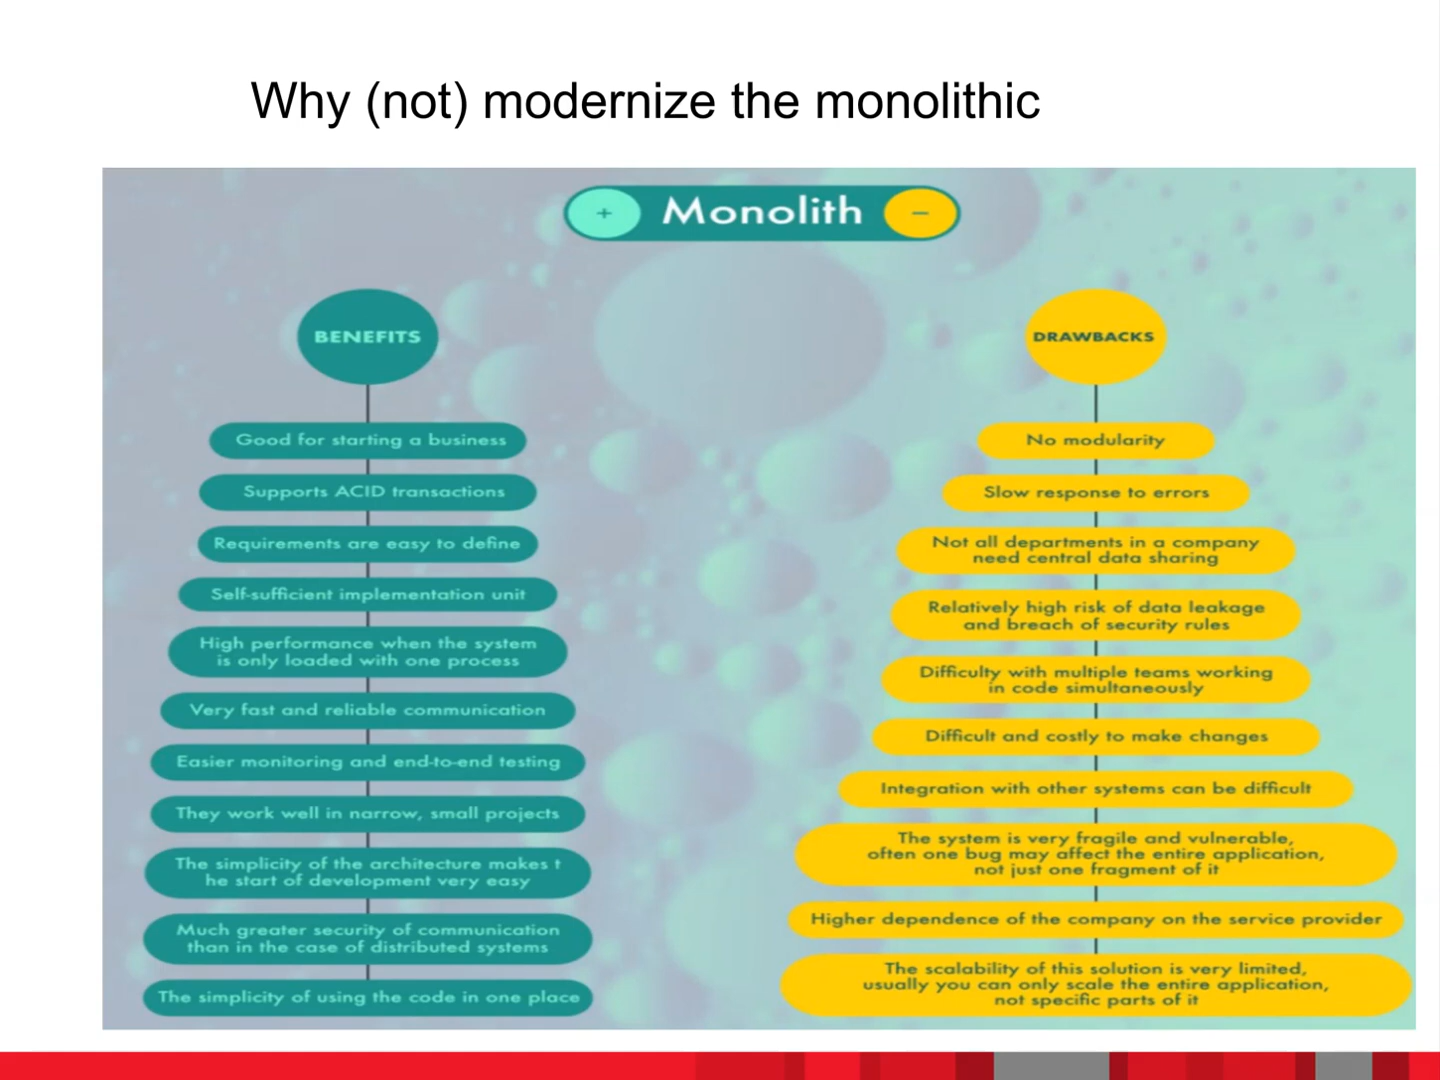 Why (not) modernize the monolithic
+ Monolith −
BENEFITS
Good for starting a business
Supports ACID transactions
Requirements are easy to define
Self-sufficient implementation unit
High performance when the system
is only loaded with one process
Very fast and reliable communication
Easier monitoring and end-to-end testing
They work well in narrow, small projects
The simplicity of the architecture makes t
he start of development very easy
Much greater security of communication
than in the case of distributed systems
The simplicity of using the code in one place
DRAWBACKS
No modularity
Slow response to errors
Not all departments in a company
need central data sharing
Relatively high risk of data leakage
and breach of security rules
Difficulty with multiple teams working
in code simultaneously
Difficult and costly to make changes
Integration with other systems can be difficult
The system is very fragile and vulnerable,
often one bug may affect the entire application,
not just one fragment of it
Higher dependence of the company on the service provider
The scalability of this solution is very limited,
usually you can only scale the entire application,
not specific parts of it